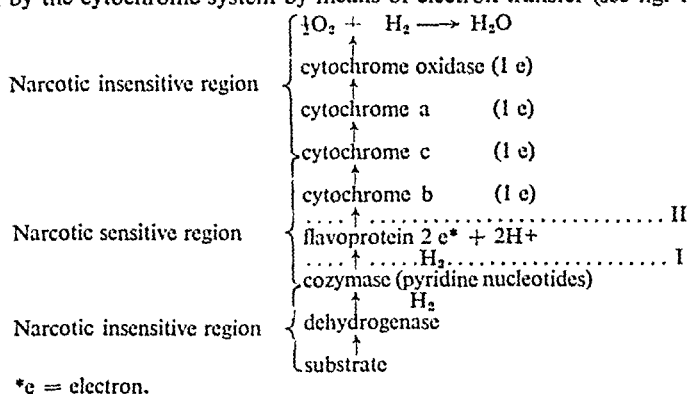 by the cytochrome system by means of electron transfer (see fig.
½O₂ + H₂ → H₂O
cytochrome oxidase (1 e)
Narcotic insensitive region
cytochrome a (1 e)
cytochrome c (1 e)
cytochrome b (1 e)
II
Narcotic sensitive region flavoprotein 2 e* + 2H+
H₂ I
cozymase (pyridine nucleotides)
H₂
Narcotic insensitive region dehydrogenase
substrate
*e = electron.